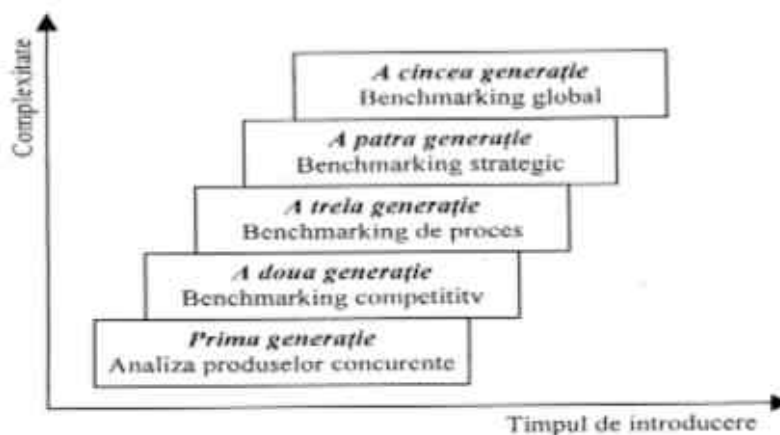 Complexitate
A cincea generație
Benchmarking global
A patra generație
Benchmarking strategic
A treia generație
Benchmarking de proces
A doua generație
Benchmarking competititv
Prima generație
Analiza produselor concurente
Timpul de introducere